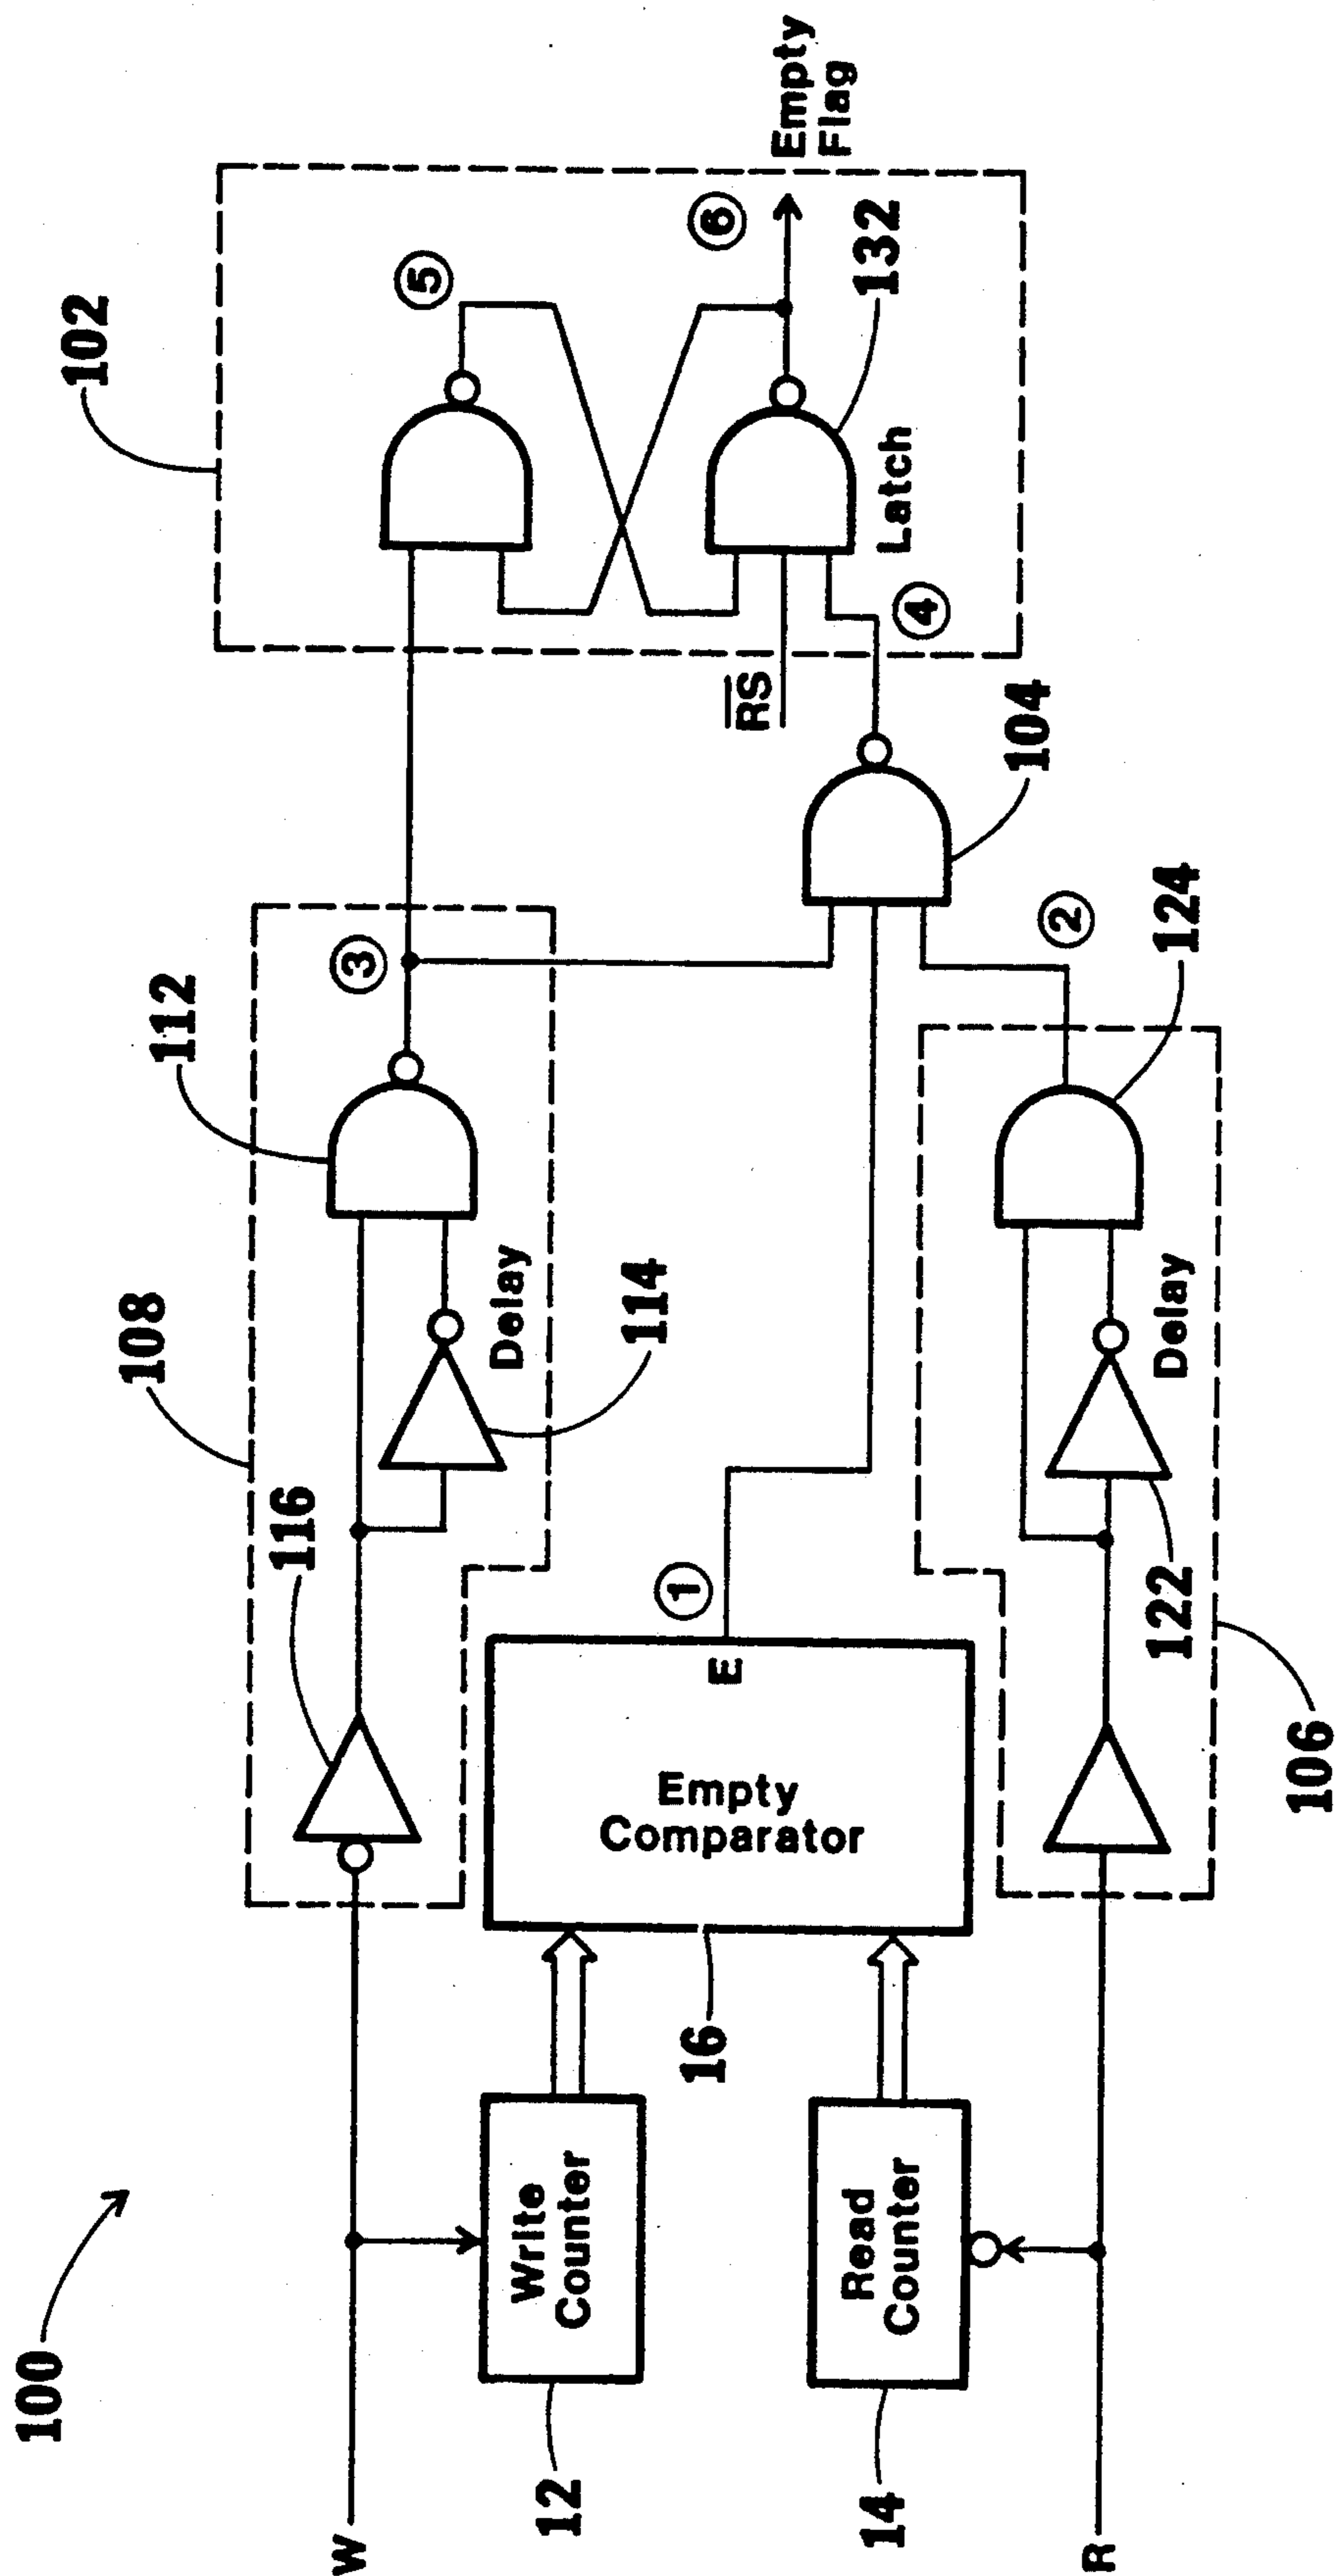 100
102
108
112
③
⑤
116
114
Delay
W
Write
Counter
12
Empty
Comparator
E
16
①
RS
④
Latch
132
⑥
Empty
Flag
104
Read
Counter
14
②
124
122
Delay
106
R